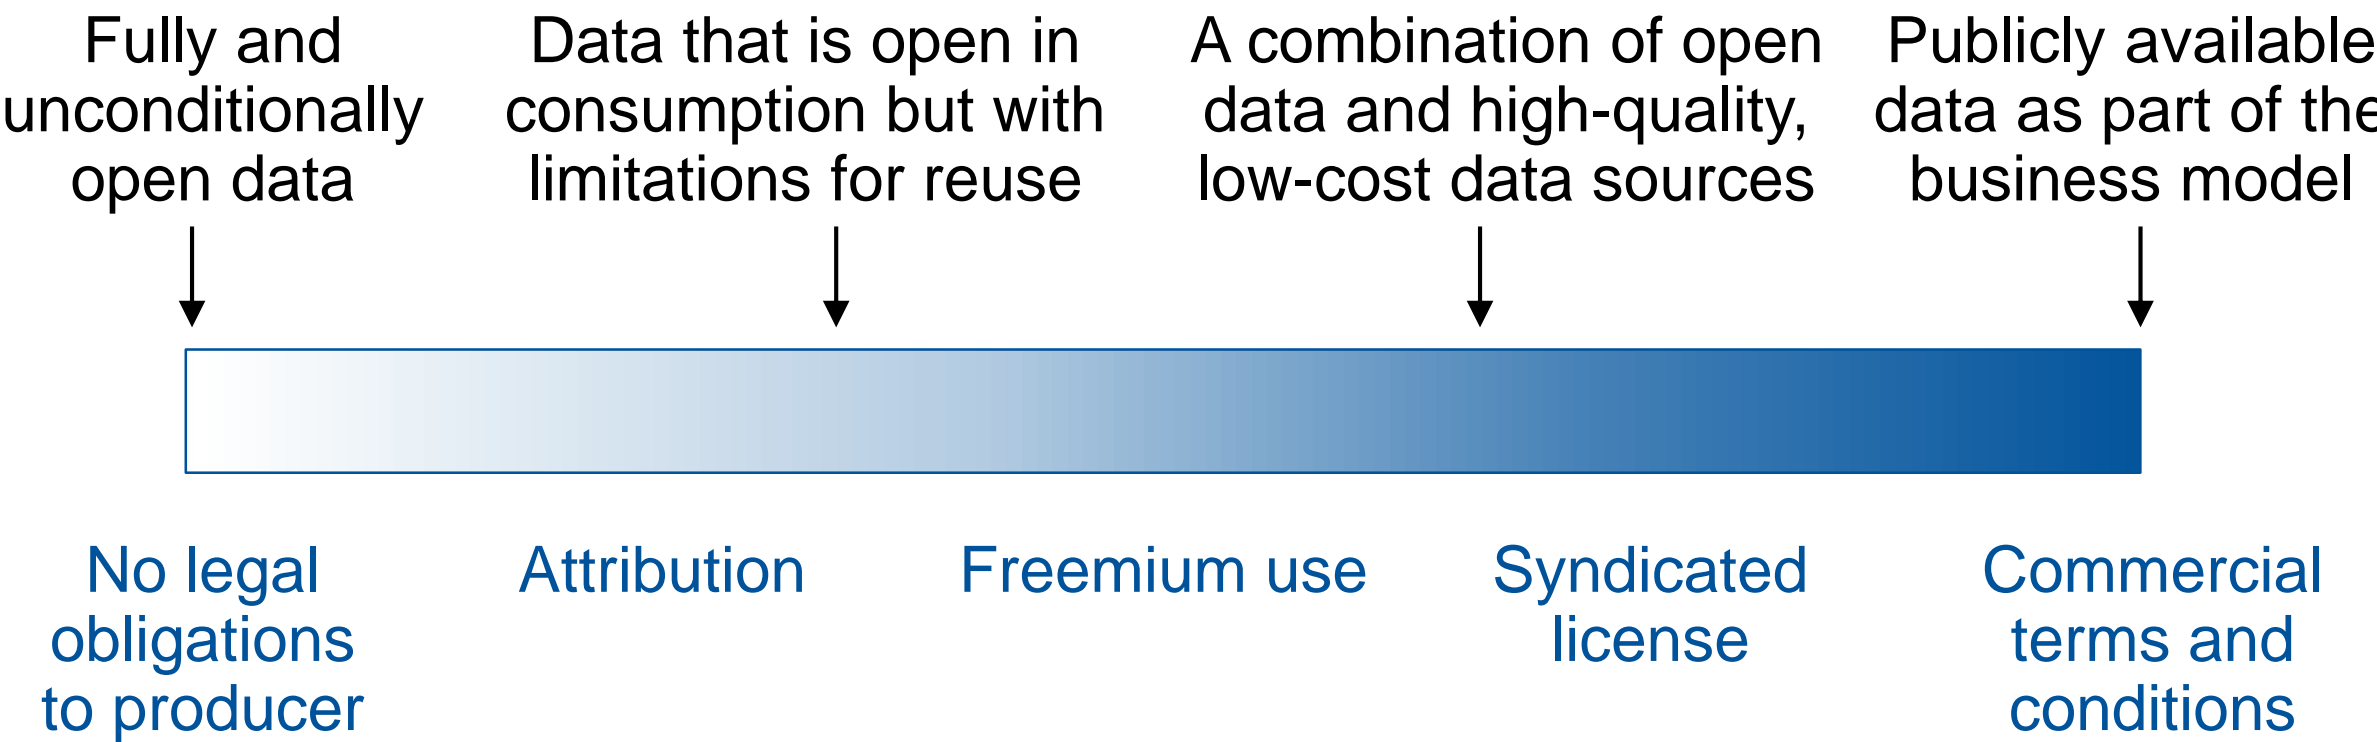 Fully and
unconditionally
open data
Data that is open in
consumption but with
limitations for reuse
A combination of open
data and high-quality,
low-cost data sources
Publicly available
data as part of the
business model
No legal
obligations
to producer
Attribution
Freemium use
Syndicated
license
Commercial
terms and
conditions